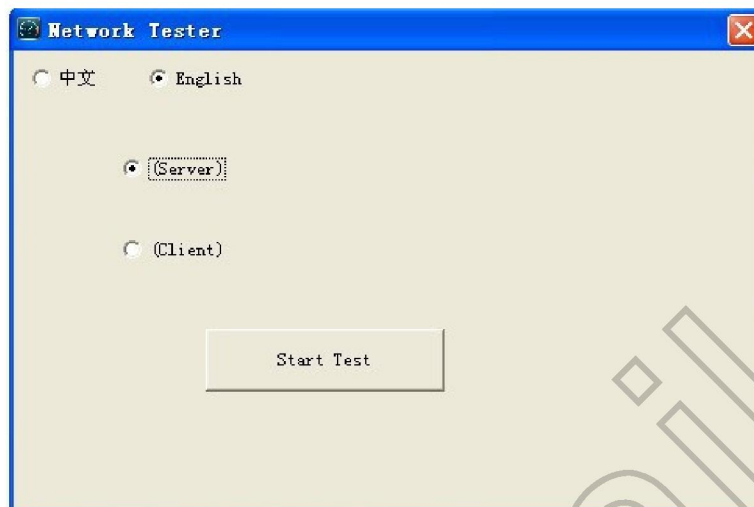 Network Tester
中文 English
(Server)
(Client)
Start Test